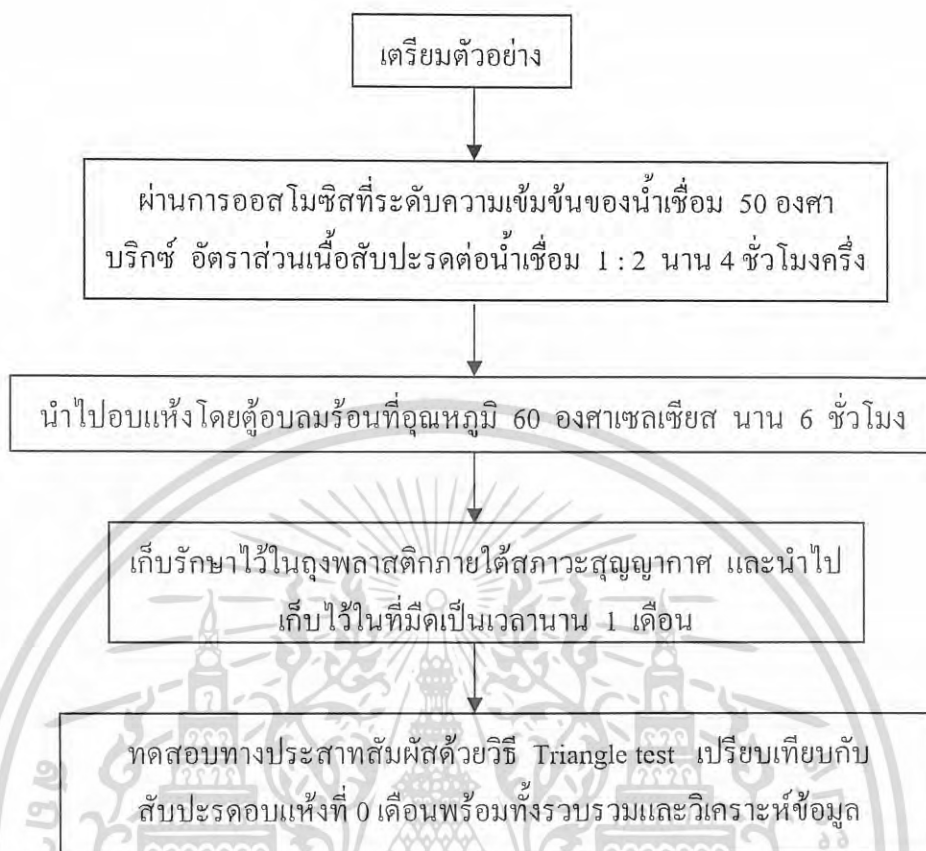 เตรียมตัวอย่าง
ผ่านการออสโมซิสที่ระดับความเข้มข้นของน้ำเชื่อม 50 องศา
บริกซ์ อัตราส่วนเนื้อสับปะรดต่อน้ำเชื่อม 1 : 2 นาน 4 ชั่วโมงครึ่ง
นำไปอบแห้งโดยตู้อบลมร้อนที่อุณหภูมิ 60 องศาเซลเซียส นาน 6 ชั่วโมง
เก็บรักษาไว้ในถุงพลาสติกภายใต้สภาวะสุญญากาศ และนำไป
เก็บไว้ในที่มืดเป็นเวลานาน 1 เดือน
ทดสอบทางประสาทสัมผัสด้วยวิธี Triangle test เปรียบเทียบกับ
สับปะรดอบแห้งที่ 0 เดือนพร้อมทั้งรวบรวมและวิเคราะห์ข้อมูล